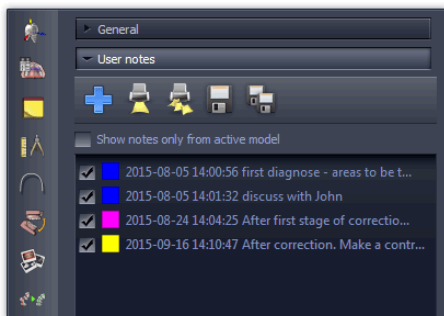 General
User notes
Show notes only from active model
2015-08-05 14:00:56 first diagnose - areas to be t...
2015-08-05 14:01:32 discuss with John
2015-08-24 14:04:25 After first stage of correctio...
2015-09-16 14:10:47 After correction. Make a contr...